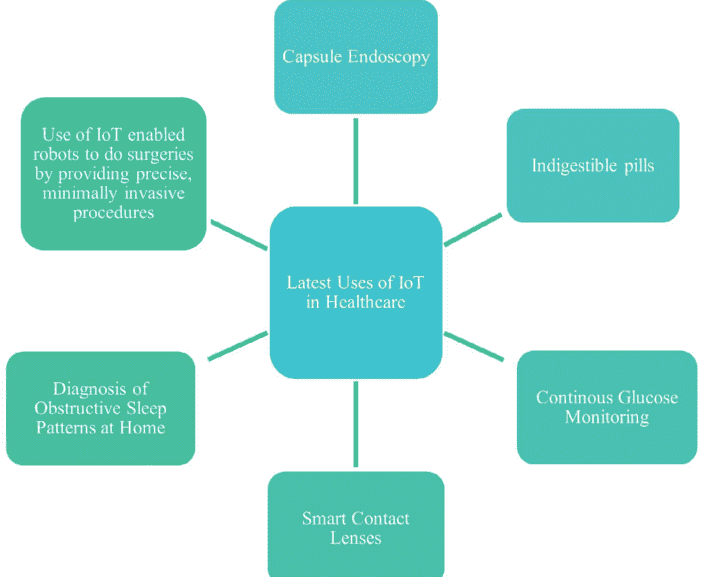 Capsule Endoscopy
Use of IoT enabled
robots to do surgeries
by providing precise,
minimally invasive
procedures
Indigestible pills
Latest Uses of IoT
in Healthcare
Diagnosis of
Obstructive Sleep
Patterns at Home
Continous Glucose
Monitoring
Smart Contact
Lenses